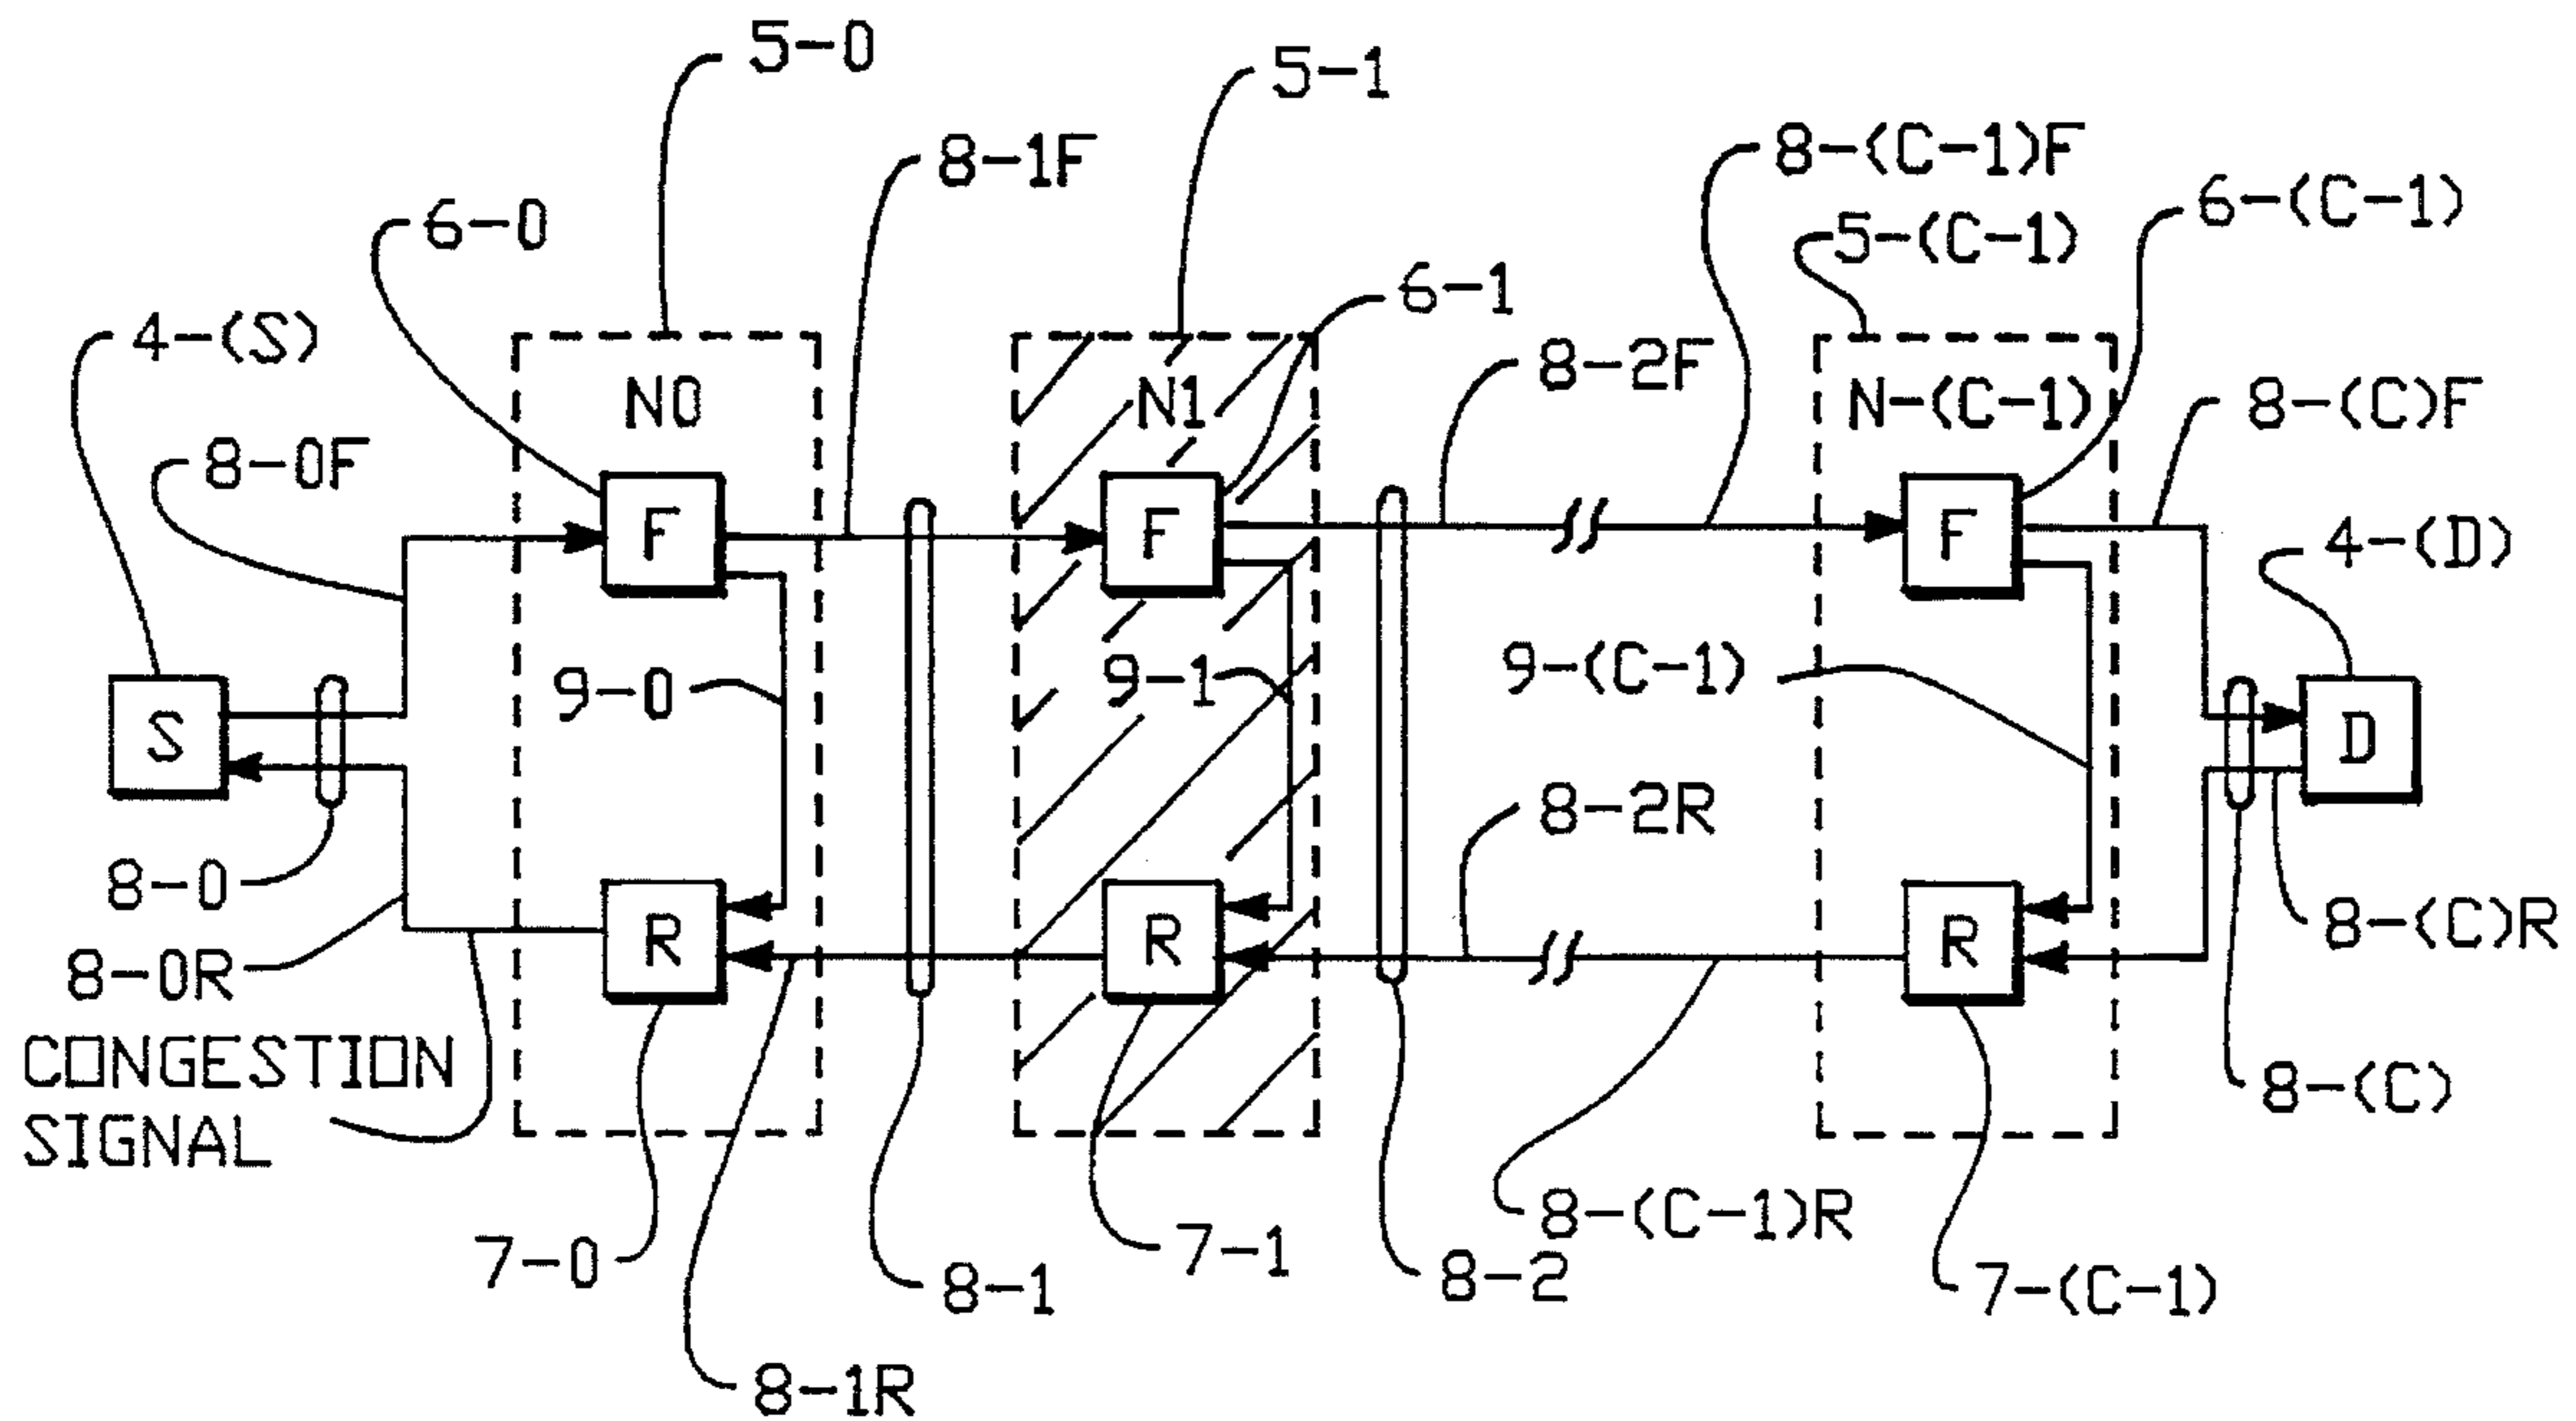 5-0
5-1
8-1F
8-(C-1)F
6-(C-1)
6-0
5-(C-1)
6-1
4-(S)
8-2F
N0
N1
N-(C-1)
8-(C)F
8-0F
F
F
F
4-(D)
9-0
9-1
9-(C-1)
S
D
8-2R
8-0
R
R
R
8-(C)R
8-0R
CONGESTION
SIGNAL
8-(C)
7-0
7-1
8-(C-1)R
8-1
8-2
7-(C-1)
8-1R